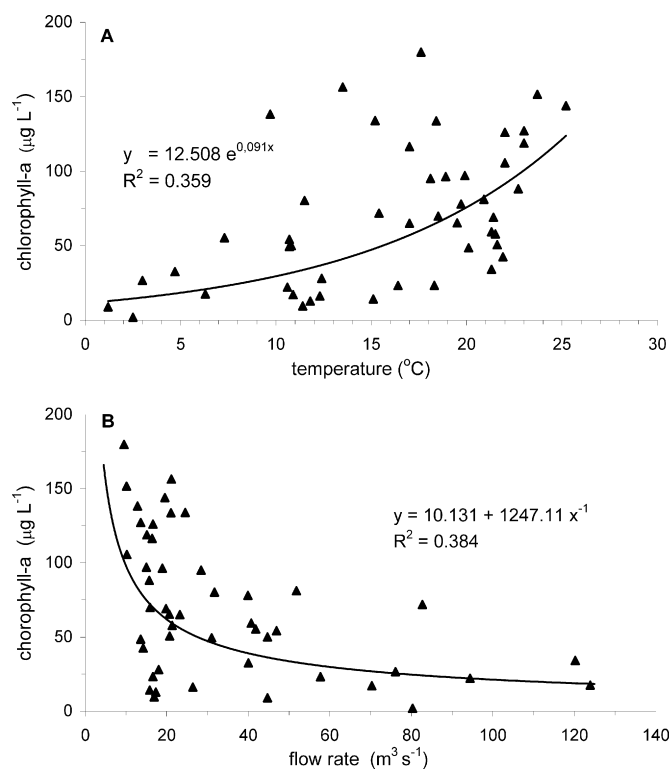 A
200
150
100
50
0
chlorophyll-a (μg L⁻¹)
y = 12.508 e⁰,⁰⁹¹ˣ
R² = 0.359
0 5 10 15 20 25 30
temperature (°C)
B
200
150
100
50
0
chorophyll-a (μg L⁻¹)
y = 10.131 + 1247.11 x⁻¹
R² = 0.384
0 20 40 60 80 100 120 140
flow rate (m³ s⁻¹)